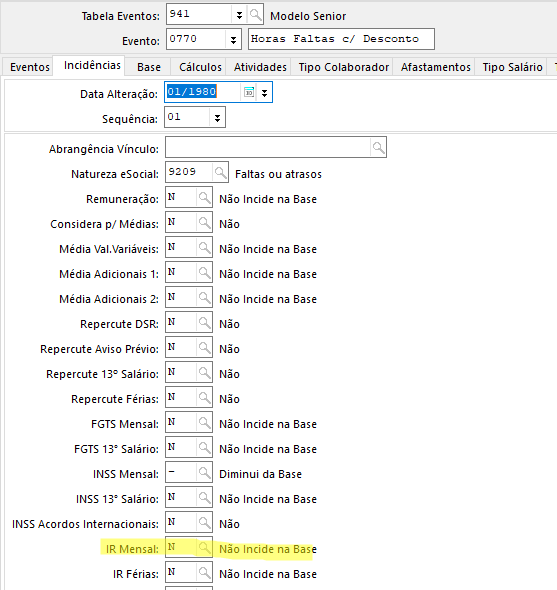 Tabela Eventos: 941 Modelo Senior
Evento: 0770 Horas Faltas c/ Desconto
Eventos Incidências Base Cálculos Atividades Tipo Colaborador Afastamentos Tipo Salário
Data Alteração: 01/1980
Sequência: 01
Abrangência Vínculo:
Natureza eSocial: 9209 Faltas ou atrasos
Remuneração: N Não Incide na Base
Considera p/ Médias: N Não
Média Val.Variáveis: N Não Incide na Base
Média Adicionais 1: N Não Incide na Base
Média Adicionais 2: N Não Incide na Base
Repercute DSR: N Não
Repercute Aviso Prévio: N Não
Repercute 13º Salário: N Não
Repercute Férias: N Não
FGTS Mensal: N Não Incide na Base
FGTS 13° Salário: N Não Incide na Base
INSS Mensal: - Diminui da Base
INSS 13° Salário: N Não Incide na Base
INSS Acordos Internacionais: N Não
IR Mensal: N Não Incide na Base
IR Férias: N Não Incide na Base